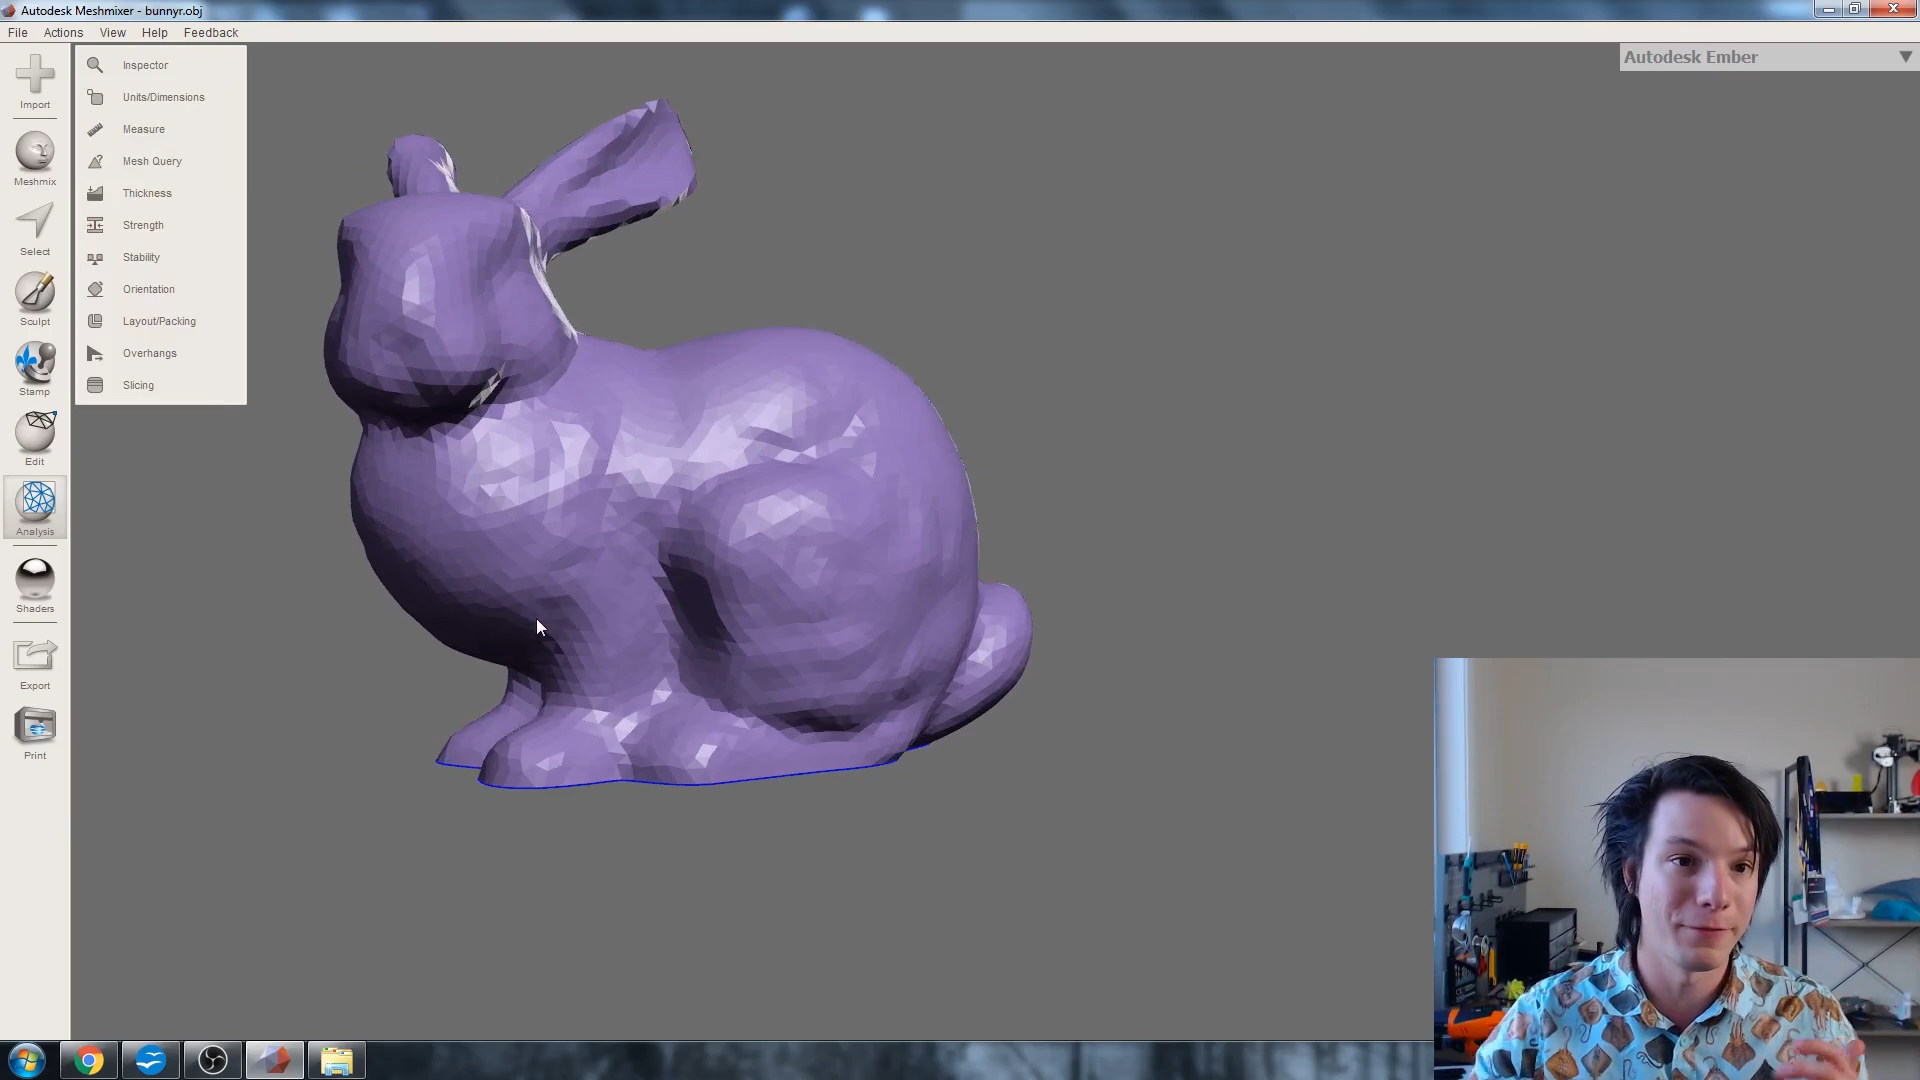 Autodesk Meshmixer - bunnyr.obj
File Actions View Help Feedback
Import
Meshmix
Select
Sculpt
Stamp
Edit
Analysis
Shaders
Export
Print
Inspector
Units/Dimensions
Measure
Mesh Query
Thickness
Strength
Stability
Orientation
Layout/Packing
Overhangs
Slicing
Autodesk Ember